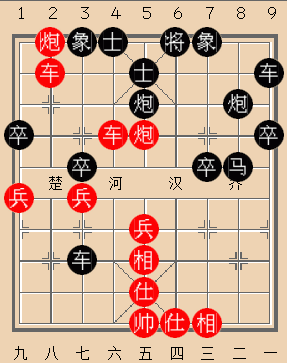 1 2 3 4 5 6 7 8 9
炮 象 士 将 象
车 士 车
炮 炮
卒 车 炮 卒
卒 卒 马
楚 河 汉 界
兵 兵
兵
车 相
仕
帅 仕 相
九 八 七 六 五 四 三 二 一